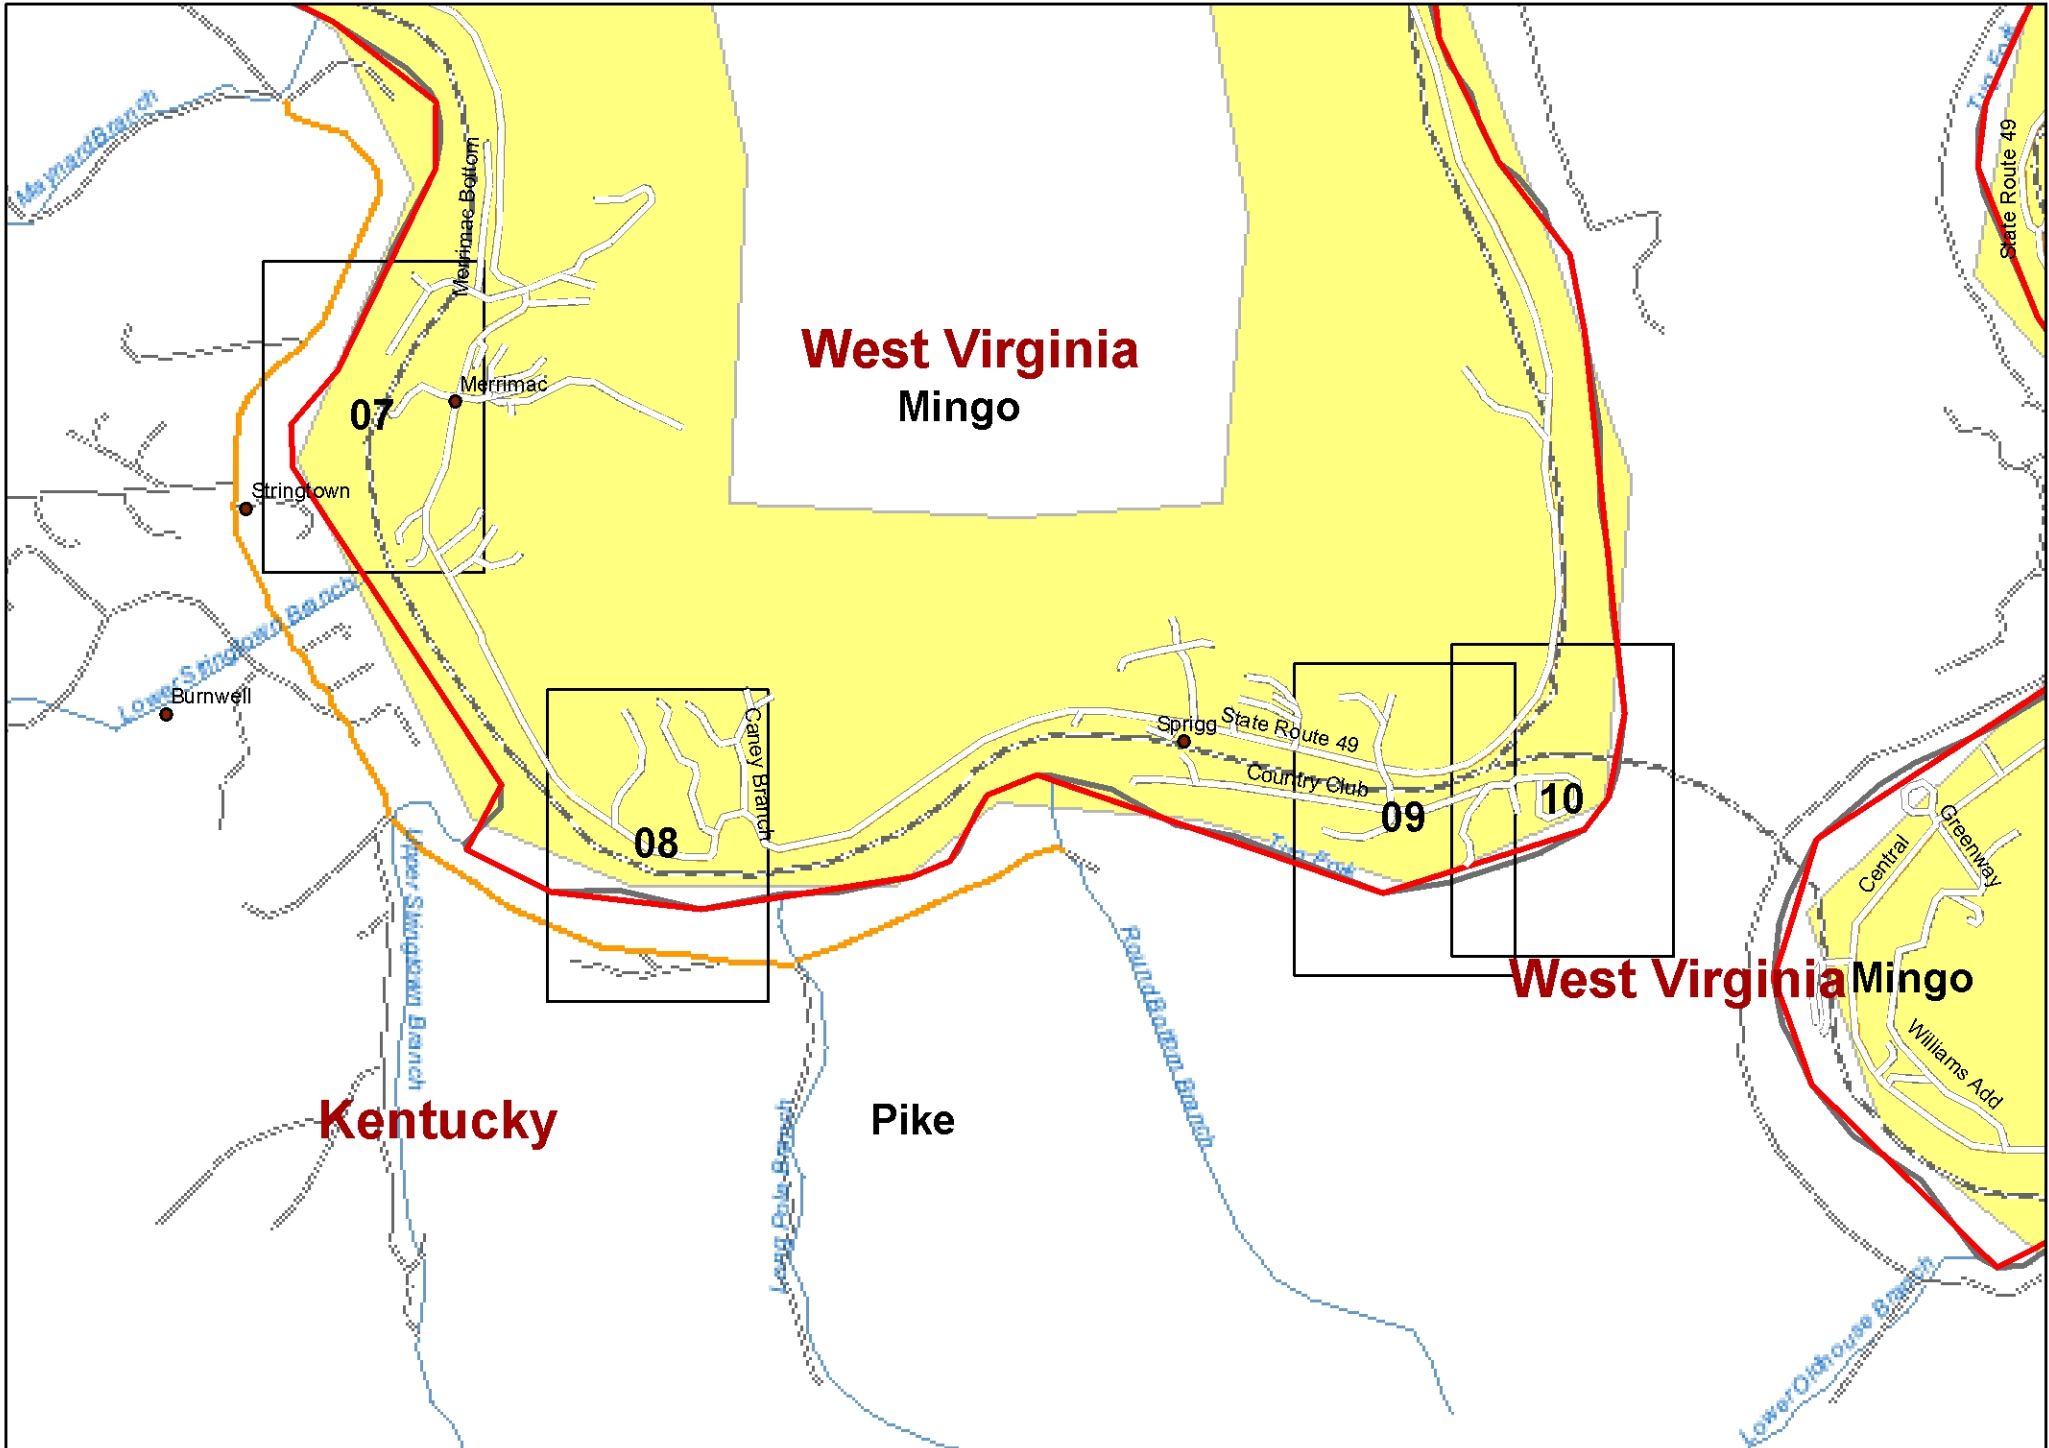 Tug Fork
State Route 49
Maynard Branch
Merrimac Bottom
West Virginia
Mingo
Merrimac
07
Stringtown
Lower Stringtown Branch
Burnwell
Caney Branch
Sprigg
State Route 49
Country Club
08
09
10
Tug Fork
Central
Greenway
Upper Stringtown Branch
Round Bottom Branch
West Virginia
Mingo
Williams Add
Kentucky
Pike
Long Pole Branch
Lower Oldhouse Branch